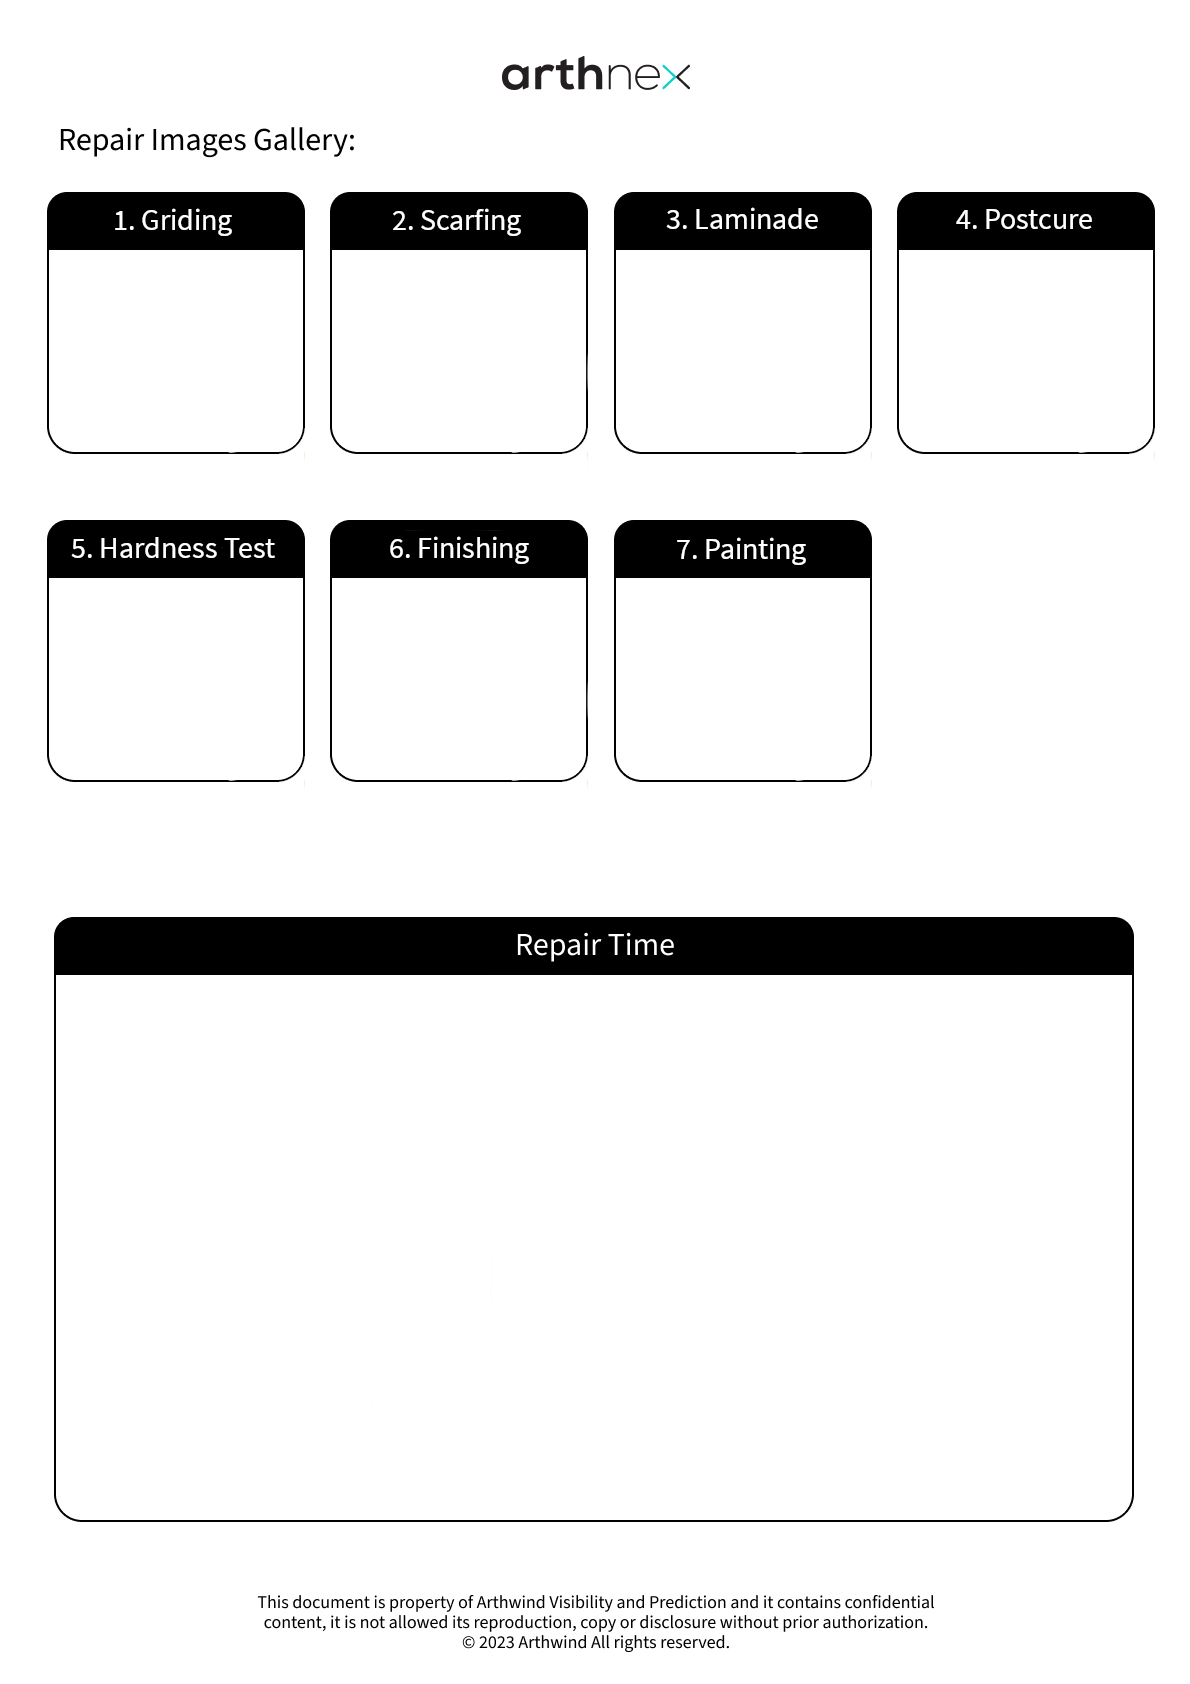 arthnex
Repair Images Gallery:
1. Griding
2. Scarfing
3. Laminade
4. Postcure
5. Hardness Test
6. Finishing
7. Painting
Repair Time
This document is property of Arthwind Visibility and Prediction and it contains confidential
content, it is not allowed its reproduction, copy or disclosure without prior authorization.
© 2023 Arthwind All rights reserved.